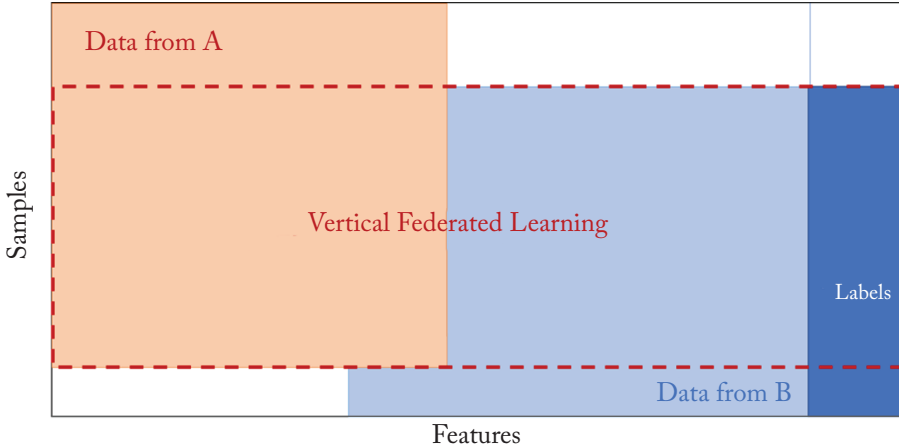 Data from A
Samples
Vertical Federated Learning
Labels
Data from B
Features